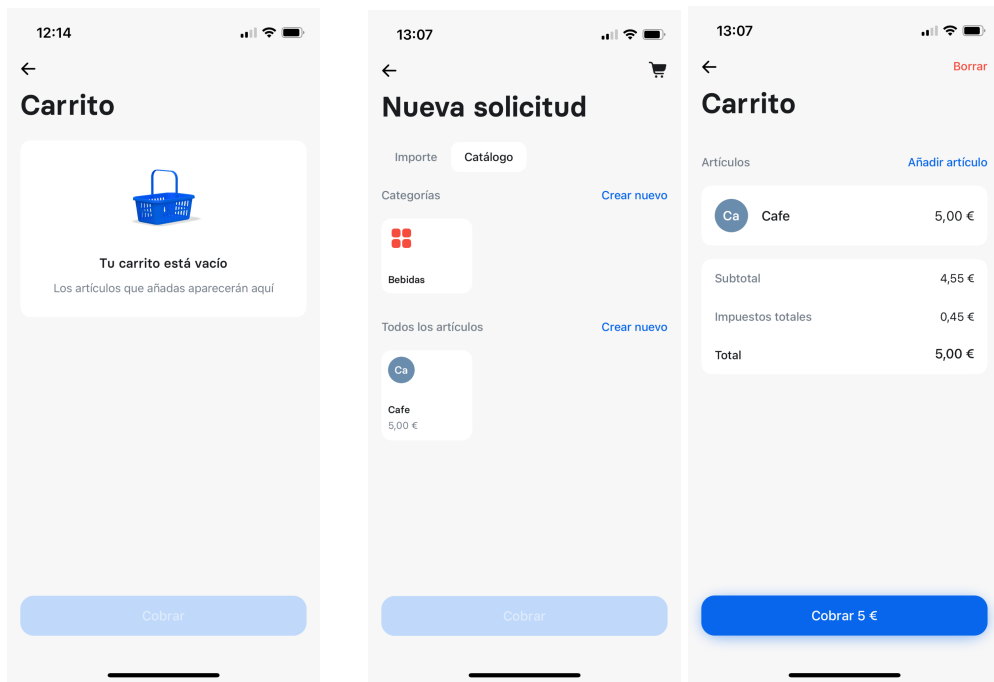 12:14
Carrito
Tu carrito está vacío
Los artículos que añadas aparecerán aquí
Cobrar
13:07
Nueva solicitud
Importe Catálogo
Categorías Crear nuevo
Bebidas
Todos los artículos Crear nuevo
Ca
Cafe
5,00 €
Cobrar
13:07
Borrar
Carrito
Artículos Añadir artículo
Ca Cafe 5,00 €
Subtotal 4,55 €
Impuestos totales 0,45 €
Total 5,00 €
Cobrar 5 €